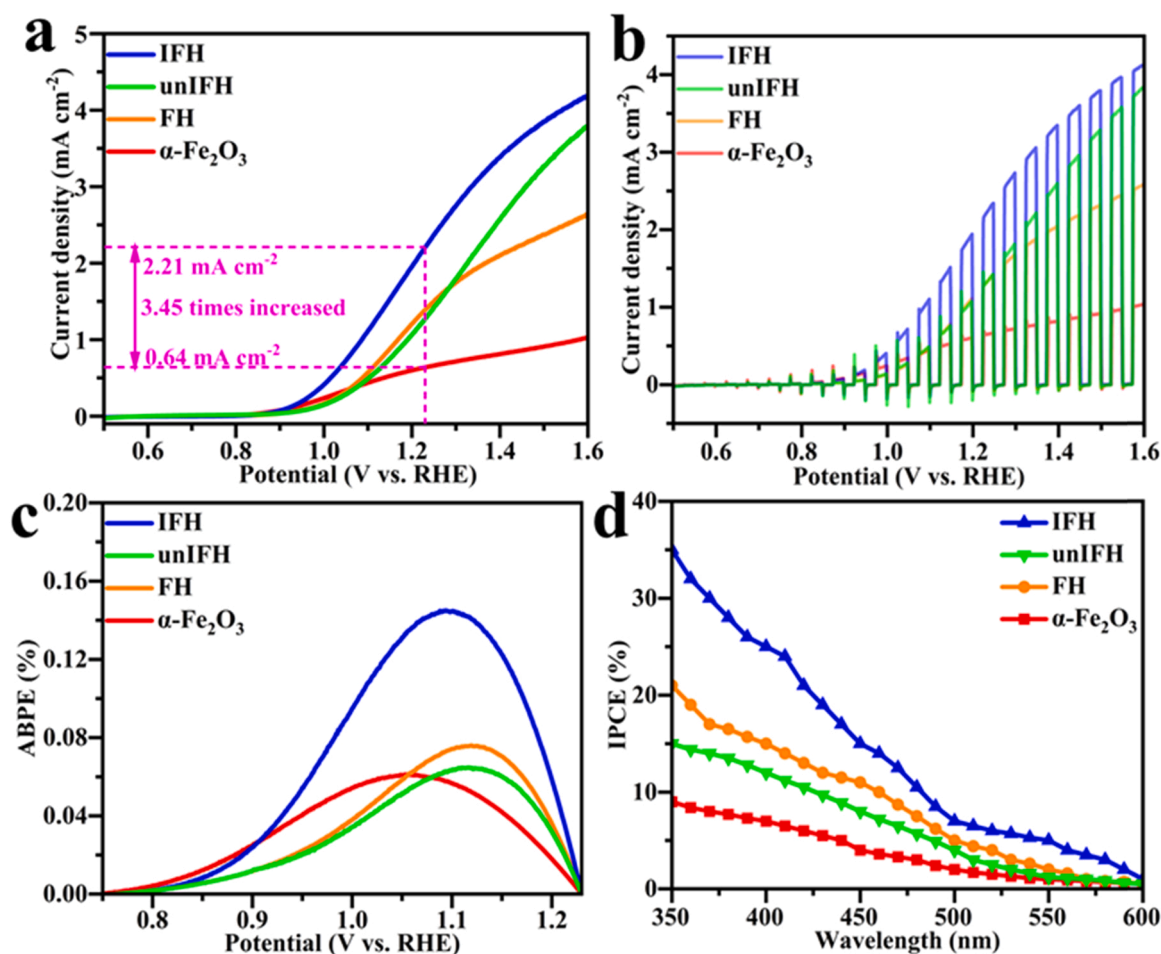 a
IFH
unIFH
FH
α-Fe₂O₃
2.21 mA cm⁻²
3.45 times increased
0.64 mA cm⁻²
Current density (mA cm⁻²)
5
4
3
2
1
0
0.6 0.8 1.0 1.2 1.4 1.6
Potential (V vs. RHE)
b
IFH
unIFH
FH
α-Fe₂O₃
Current density (mA cm⁻²)
4
3
2
1
0
0.6 0.8 1.0 1.2 1.4 1.6
Potential (V vs. RHE)
c
IFH
unIFH
FH
α-Fe₂O₃
ABPE (%)
0.20
0.16
0.12
0.08
0.04
0.00
0.8 0.9 1.0 1.1 1.2
Potential (V vs. RHE)
d
IFH
unIFH
FH
α-Fe₂O₃
IPCE (%)
40
30
20
10
0
350 400 450 500 550 600
Wavelength (nm)